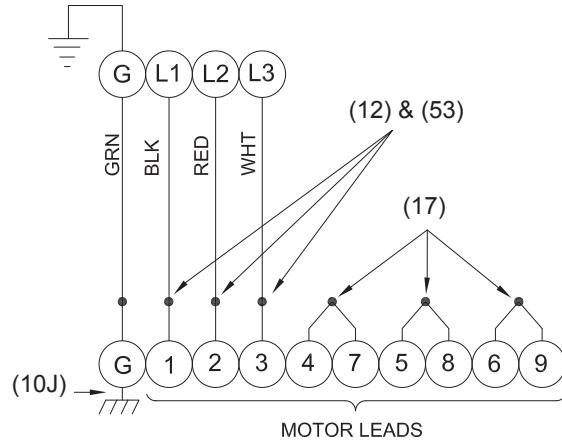 G L1 L2 L3
(12) & (53)
GRN BLK RED WHT
(17)
G 1 2 3 4 7 5 8 6 9
(10J)
MOTOR LEADS